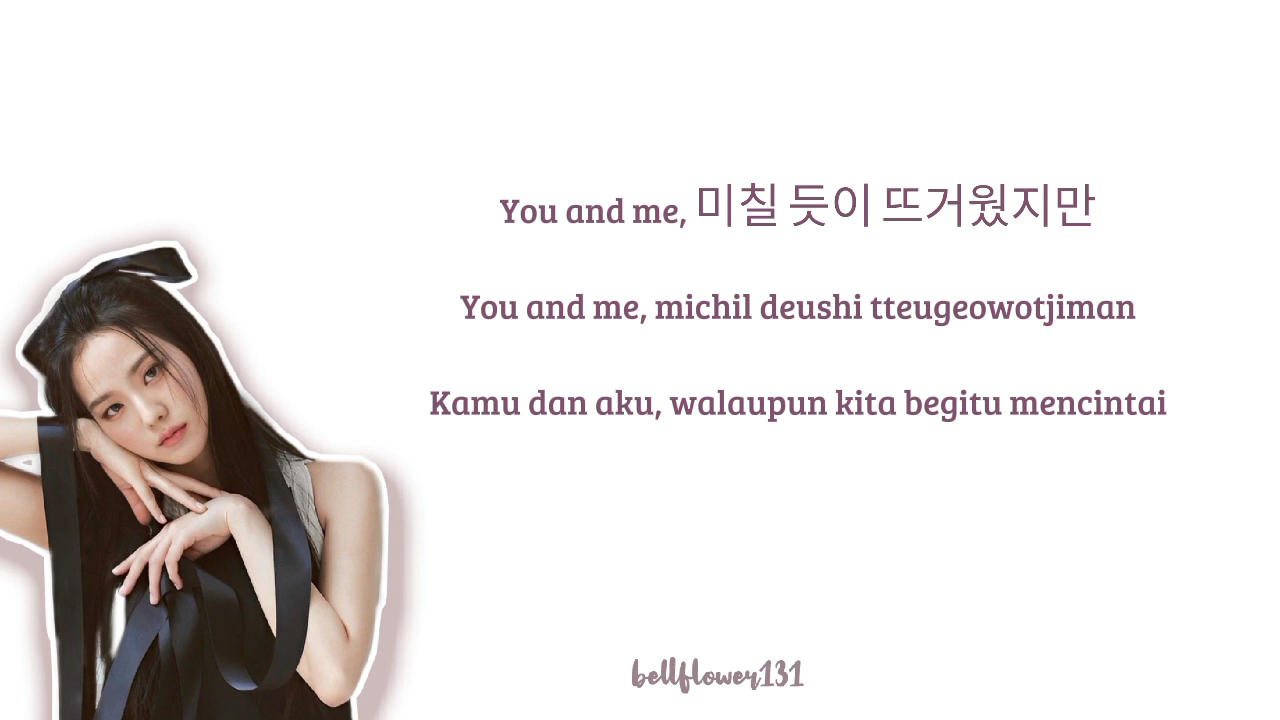 You and me, 미칠 듯이 뜨거웠지만
You and me, michil deushi tteugeowotjiman
Kamu dan aku, walaupun kita begitu mencintai
bellflower131